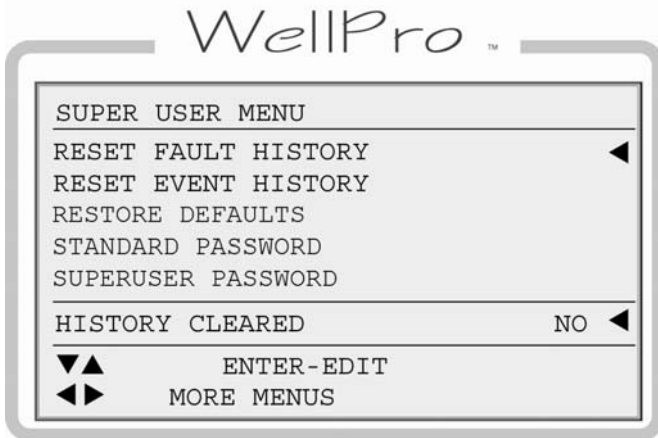 WellPro ™
SUPER USER MENU
RESET FAULT HISTORY ◀
RESET EVENT HISTORY
RESTORE DEFAULTS
STANDARD PASSWORD
SUPERUSER PASSWORD
HISTORY CLEARED NO ◀
▼▲ ENTER-EDIT
◀▶ MORE MENUS